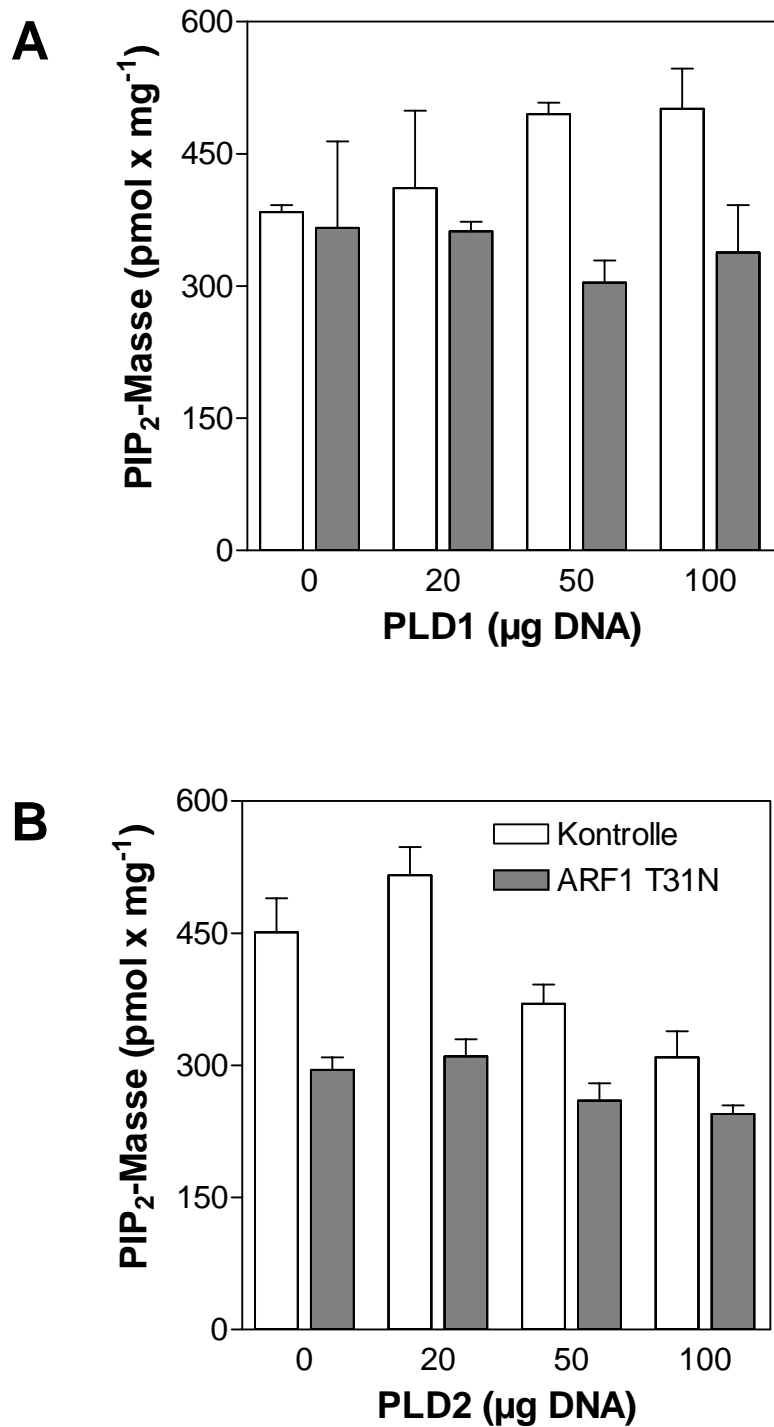 A
PIP₂-Masse (pmol x mg⁻¹)
600
450
300
150
0
0 20 50 100
PLD1 (µg DNA)
B
PIP₂-Masse (pmol x mg⁻¹)
600
450
300
150
0
Kontrolle
ARF1 T31N
0 20 50 100
PLD2 (µg DNA)